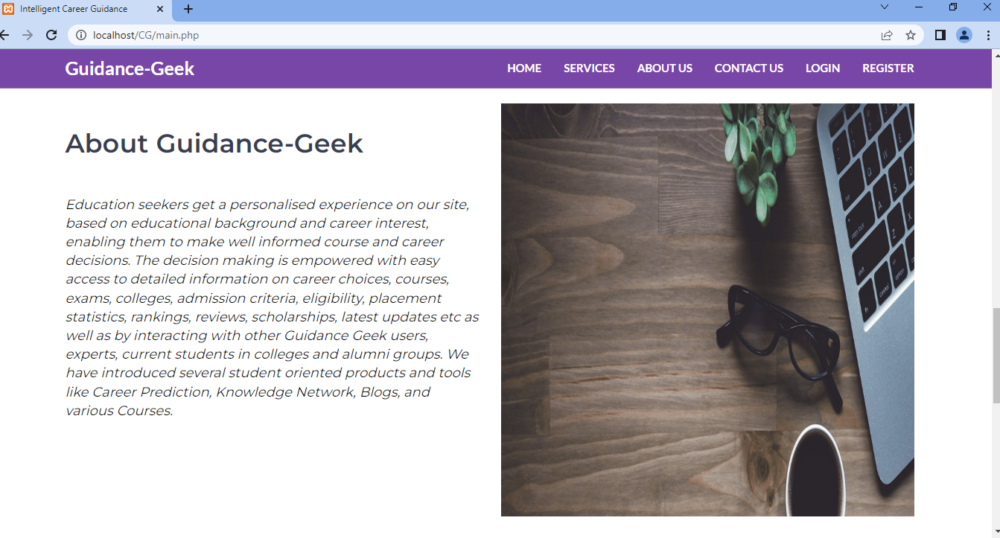 Intelligent Career Guidance
localhost/CG/main.php
Guidance-Geek
HOME SERVICES ABOUT US CONTACT US LOGIN REGISTER
About Guidance-Geek
Education seekers get a personalised experience on our site,
based on educational background and career interest,
enabling them to make well informed course and career
decisions. The decision making is empowered with easy
access to detailed information on career choices, courses,
exams, colleges, admission criteria, eligibility, placement
statistics, rankings, reviews, scholarships, latest updates etc as
well as by interacting with other Guidance Geek users,
experts, current students in colleges and alumni groups. We
have introduced several student oriented products and tools
like Career Prediction, Knowledge Network, Blogs, and
various Courses.
Q W E
caps lock A S D
shift Z X
control option